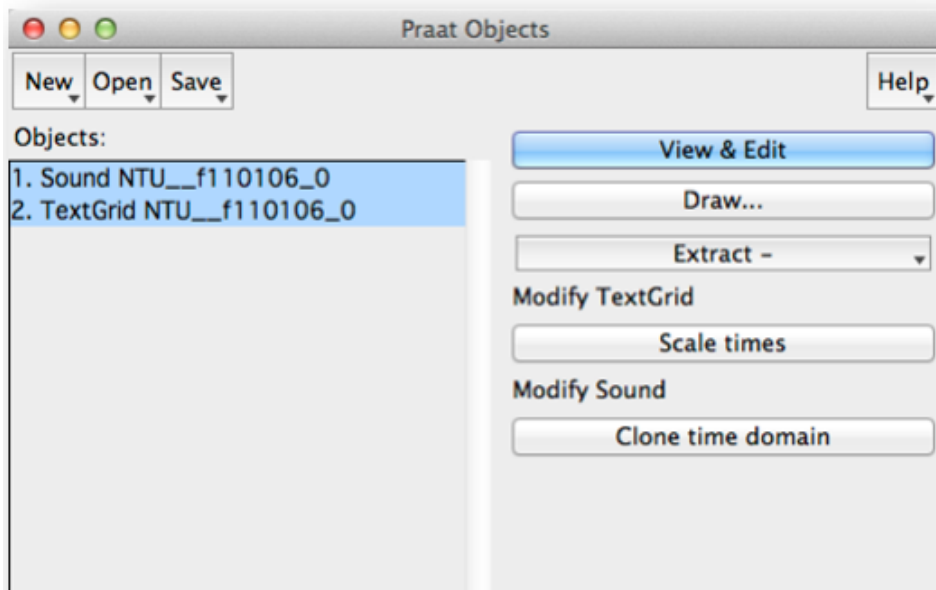 Praat Objects
New Open Save Help
Objects:
1. Sound NTU__f110106_0
2. TextGrid NTU__f110106_0
View & Edit
Draw...
Extract –
Modify TextGrid
Scale times
Modify Sound
Clone time domain